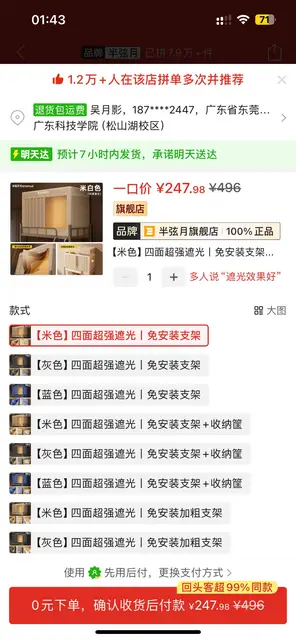 01:43
71
品牌 半弦月 已拼7.9万+件
1.2万+人在该店拼单多次并推荐
退货包运费 吴月影，187****2447，广东省东莞...
广东科技学院（松山湖校区）
明天达 预计7小时内发货，承诺明天送达
米白色
一口价 ¥247.98 ¥496
旗舰店
品牌 半弦月旗舰店 100%正品
【米色】四面超强遮光丨免安装支架...
1 多人说“遮光效果好”
款式 大图
【米色】四面超强遮光丨免安装支架
【灰色】四面超强遮光丨免安装支架
【蓝色】四面超强遮光丨免安装支架
【米色】四面超强遮光丨免安装支架+收纳筐
【灰色】四面超强遮光丨免安装支架+收纳筐
【蓝色】四面超强遮光丨免安装支架+收纳筐
【米色】四面超强遮光丨免安装加粗支架
【灰色】四面超强遮光丨免安装加粗支架
使用 先用后付，更换支付方式
回头客超99%同款
0元下单，确认收货后付款 ¥247.98 ¥496